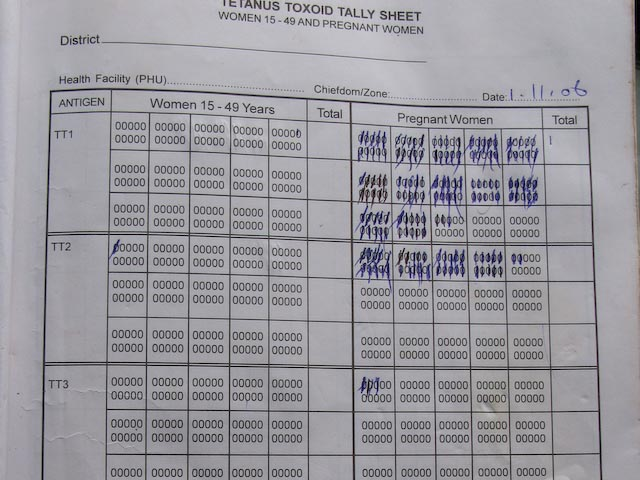 TETANUS TOXOID TALLY SHEET
WOMEN 15 - 49 AND PREGNANT WOMEN
District
Health Facility (PHU) Chiefdom/Zone: Date: 1.11.06
ANTIGEN Women 15 - 49 Years Total Pregnant Women Total
TT1 00000 00000 00000 00000 00000 00000 00000 00000 00000 00000
00000 00000 00000 00000 00000 00000 00000 00000 00000 00000
00000 00000 00000 00000 00000 00000 00000 00000 00000 00000
00000 00000 00000 00000 00000 00000 00000 00000 00000 00000
00000 00000 00000 00000 00000 00000 00000 00000 00000 00000
00000 00000 00000 00000 00000 00000 00000 00000 00000 00000
TT2 00000 00000 00000 00000 00000 00000 00000 00000 00000 00000
00000 00000 00000 00000 00000 00000 00000 00000 00000 00000
00000 00000 00000 00000 00000 00000 00000 00000 00000 00000
00000 00000 00000 00000 00000 00000 00000 00000 00000 00000
00000 00000 00000 00000 00000 00000 00000 00000 00000 00000
00000 00000 00000 00000 00000 00000 00000 00000 00000 00000
TT3 00000 00000 00000 00000 00000 00000 00000 00000 00000 00000
00000 00000 00000 00000 00000 00000 00000 00000 00000 00000
00000 00000 00000 00000 00000 00000 00000 00000 00000 00000
00000 00000 00000 00000 00000 00000 00000 00000 00000 00000
00000 00000 00000 00000 00000 00000 00000 00000 00000 00000